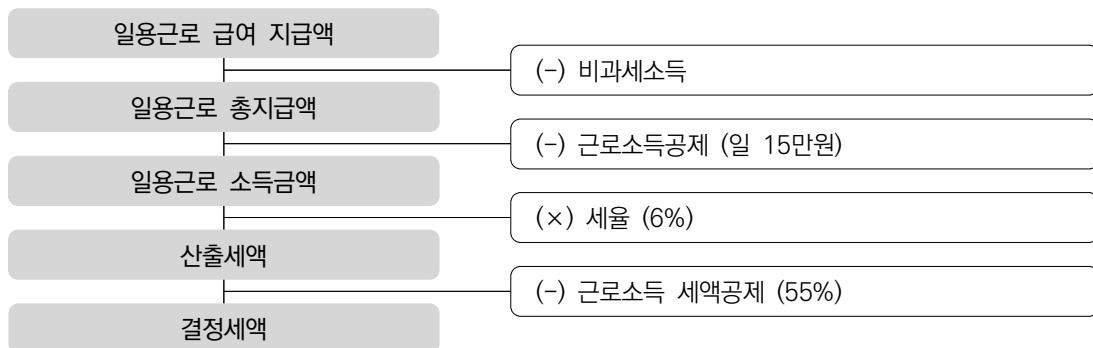 일용근로 급여 지급액
(-) 비과세소득
일용근로 총지급액
(-) 근로소득공제 (일 15만원)
일용근로 소득금액
(×) 세율 (6%)
산출세액
(-) 근로소득 세액공제 (55%)
결정세액